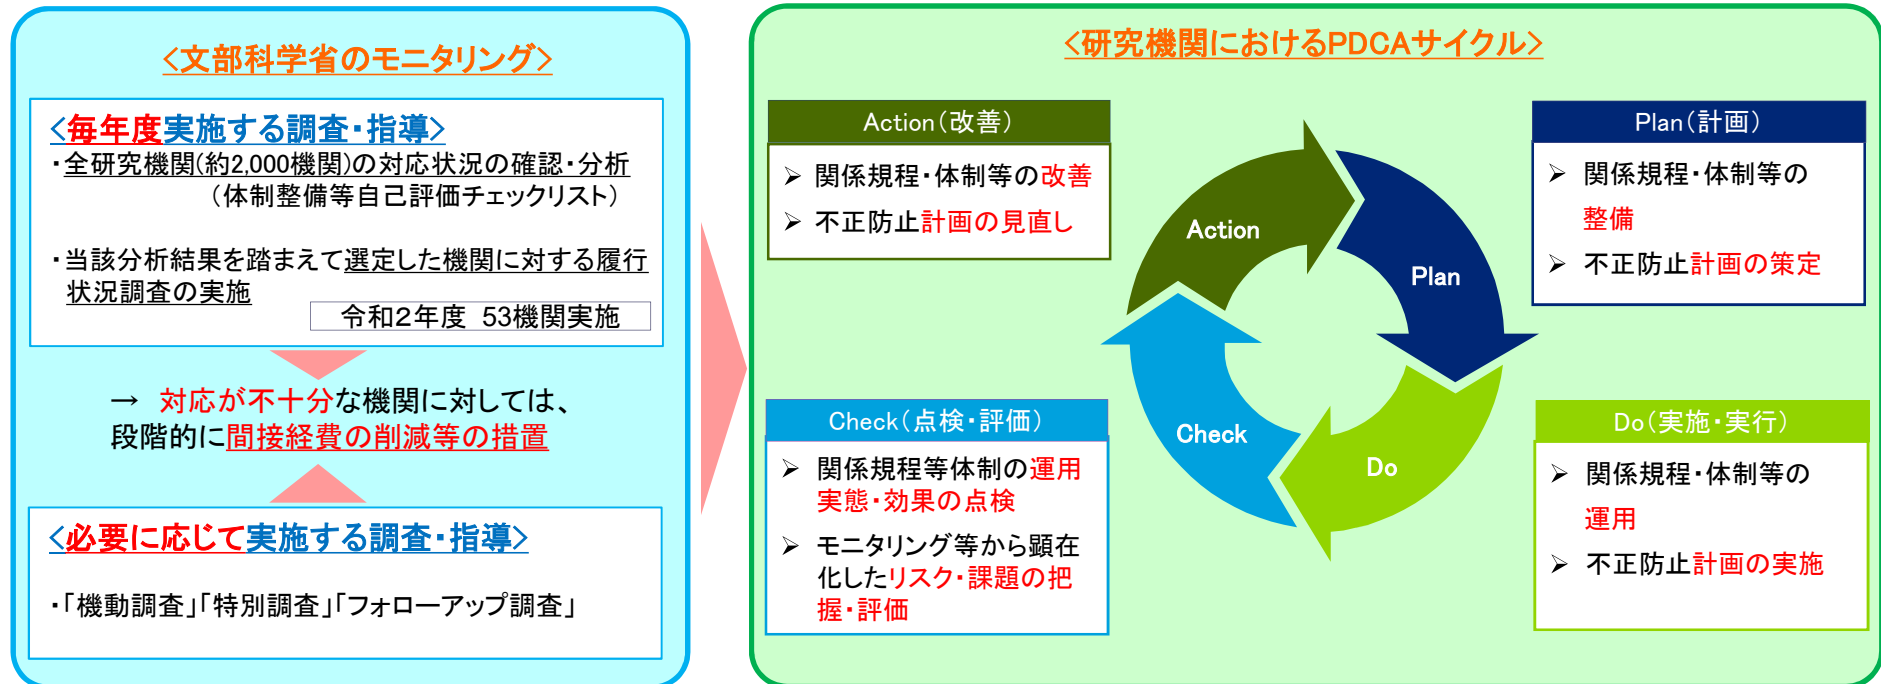 <文部科学省のモニタリング>
<毎年度実施する調査・指導>
・全研究機関(約2,000機関)の対応状況の確認・分析
（体制整備等自己評価チェックリスト）
・当該分析結果を踏まえて選定した機関に対する履行
状況調査の実施
令和２年度 53機関実施
→ 対応が不十分な機関に対しては、
段階的に間接経費の削減等の措置
<必要に応じて実施する調査・指導>
・「機動調査」「特別調査」「フォローアップ調査」
<研究機関におけるPDCAサイクル>
Action（改善）
➢ 関係規程・体制等の改善
➢ 不正防止計画の見直し
Plan（計画）
➢ 関係規程・体制等の
整備
➢ 不正防止計画の策定
Action
Plan
Check
Do
Check（点検・評価）
➢ 関係規程等体制の運用
実態・効果の点検
➢ モニタリング等から顕在
化したリスク・課題の把
握・評価
Do（実施・実行）
➢ 関係規程・体制等の
運用
➢ 不正防止計画の実施